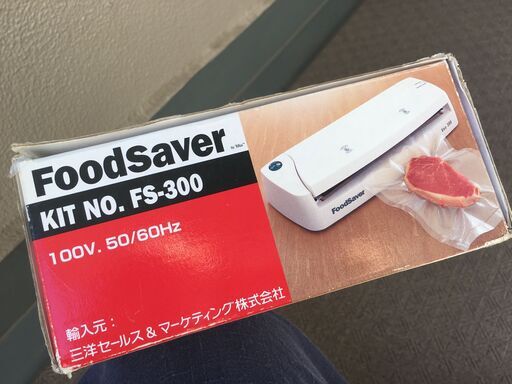 FoodSaver
KIT NO. FS-300
100V. 50/60Hz
輸入元：
三洋セールス＆マーケティング株式会社
FoodSaver